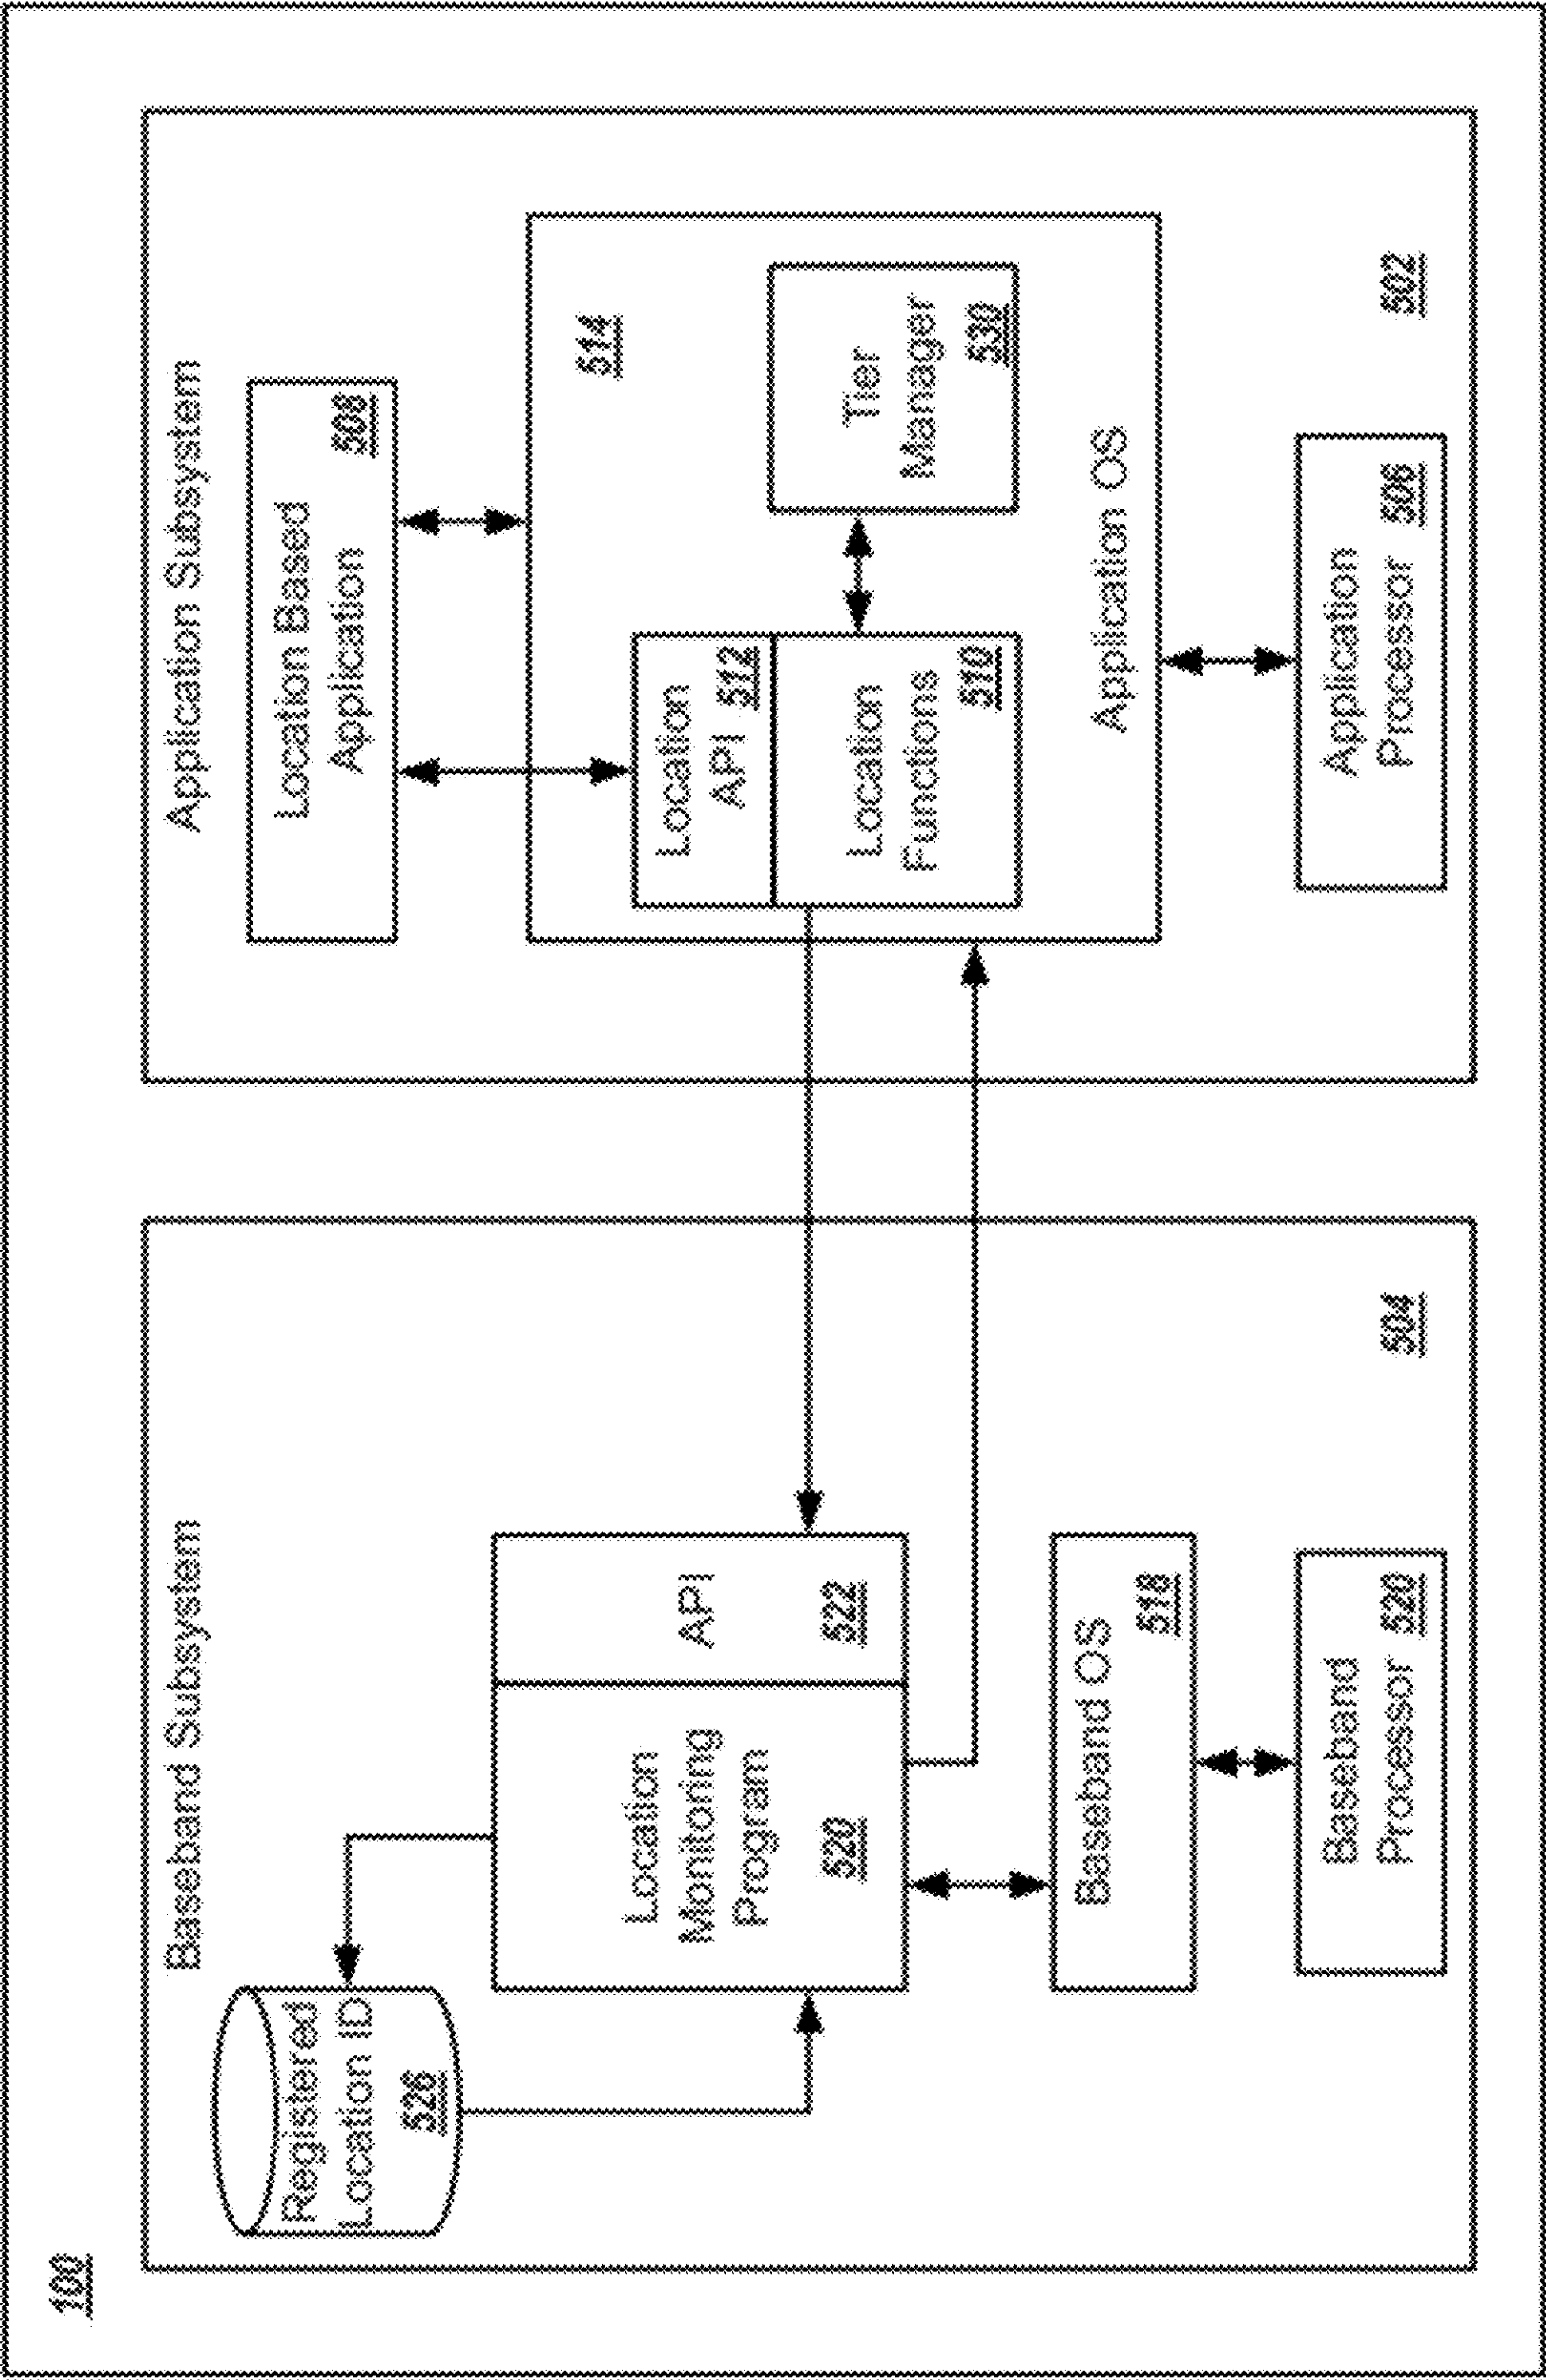 100
Baseband Subsystem
Registered
Location ID
526
Location
Monitoring
Program
520
API
522
Baseband OS
518
Baseband
Processor
520
504
Application Subsystem
Location Based
Application
508
514
Location
API 512
Location
Functions
510
Tier
Manager
530
Application OS
Application
Processor
506
502